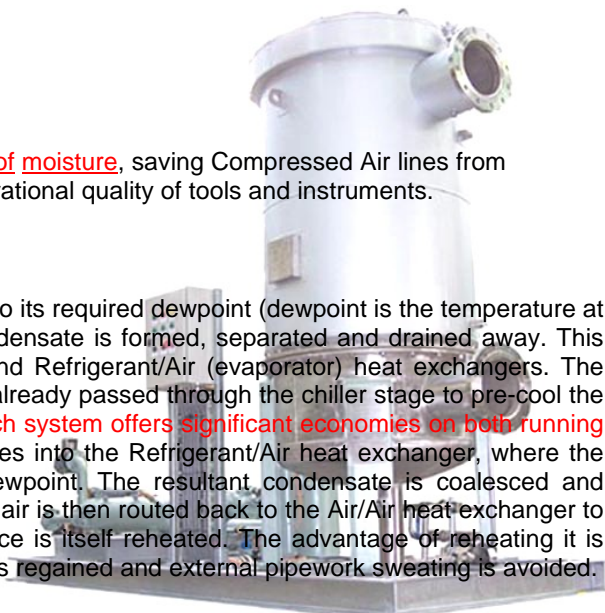 of moisture, saving Compressed Air lines from
rational quality of tools and instruments.
o its required dewpoint (dewpoint is the temperature at
densate is formed, separated and drained away. This
nd Refrigerant/Air (evaporator) heat exchangers. The
already passed through the chiller stage to pre-cool the
ch system offers significant economies on both running
es into the Refrigerant/Air heat exchanger, where the
ewpoint. The resultant condensate is coalesced and
air is then routed back to the Air/Air heat exchanger to
ce is itself reheated. The advantage of reheating it is
s regained and external pipework sweating is avoided.